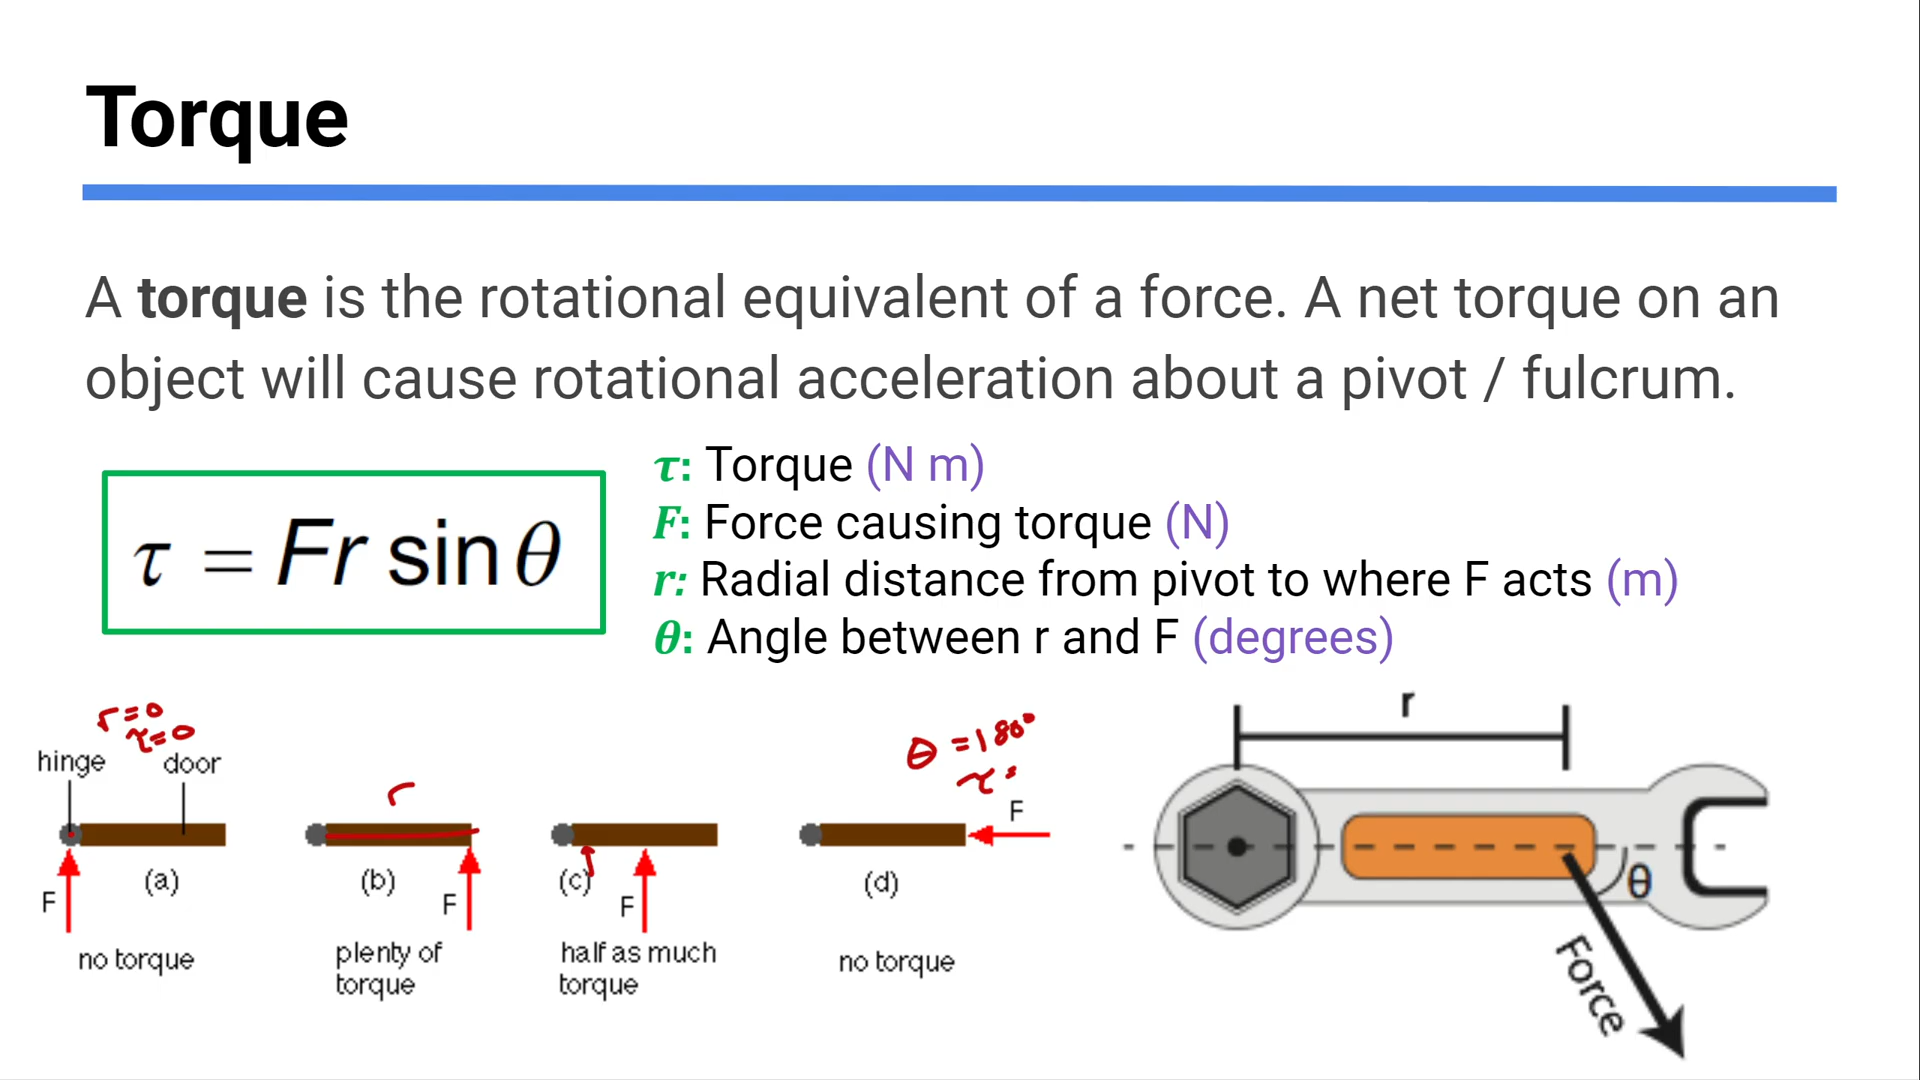 Torque
A torque is the rotational equivalent of a force. A net torque on an
object will cause rotational acceleration about a pivot / fulcrum.
τ = Fr sin θ
τ: Torque (N m)
F: Force causing torque (N)
r: Radial distance from pivot to where F acts (m)
θ: Angle between r and F (degrees)
r=0
τ=0
hinge
door
F
(a)
no torque
r
(b)
F
plenty of
torque
(c)
F
half as much
torque
θ =180°
τ =
F
(d)
no torque
r
θ
Force